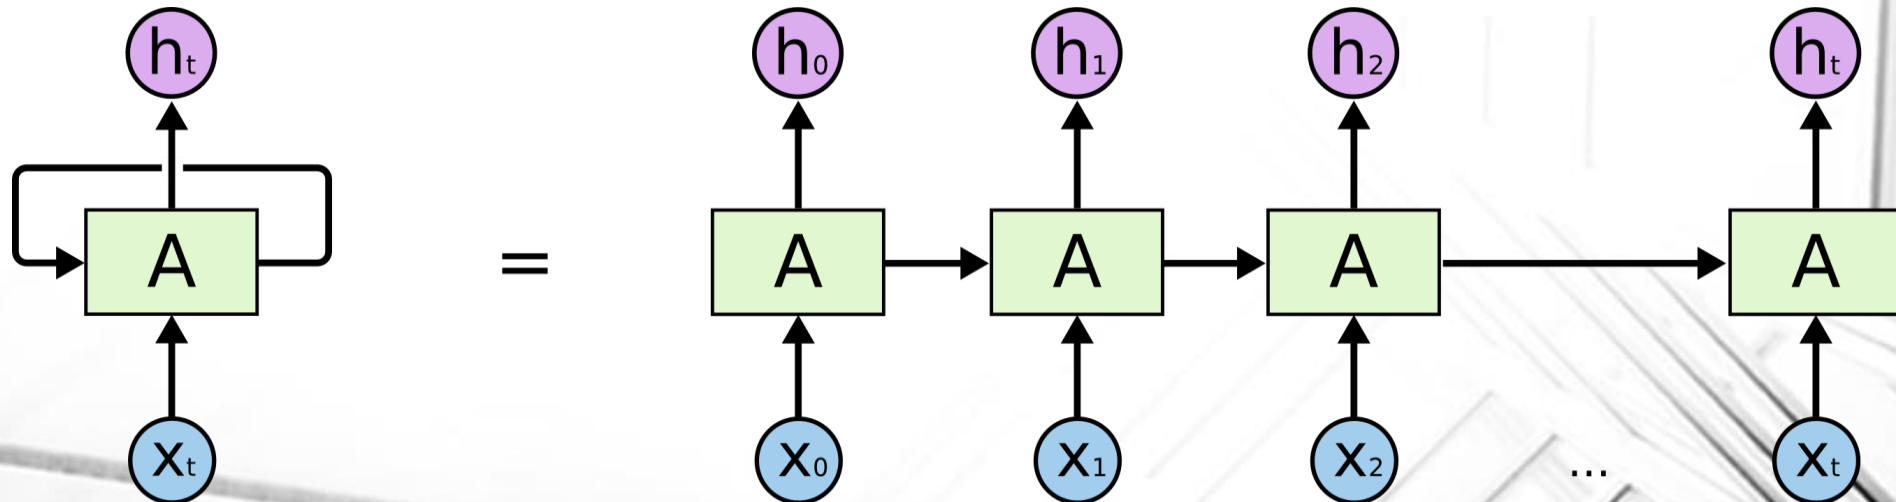 hₜ h₀ h₁ h₂ hₜ
A = A A A A
xₜ x₀ x₁ x₂ ... xₜ